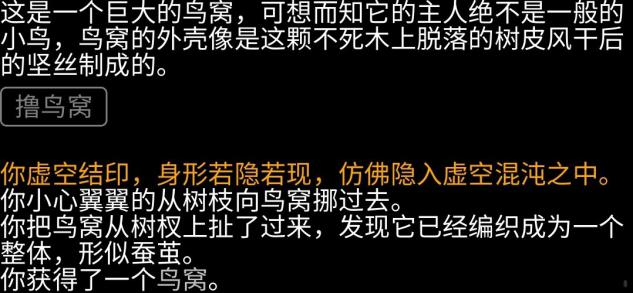 这是一个巨大的鸟窝，可想而知它的主人绝不是一般的
小鸟，鸟窝的外壳像是这颗不死木上脱落的树皮风干后
的坚丝制成的。
撸鸟窝
你虚空结印，身形若隐若现，仿佛隐入虚空混沌之中。
你小心翼翼的从树枝向鸟窝挪过去。
你把鸟窝从树杈上扯了过来，发现它已经编织成为一个
整体，形似蚕茧。
你获得了一个鸟窝。